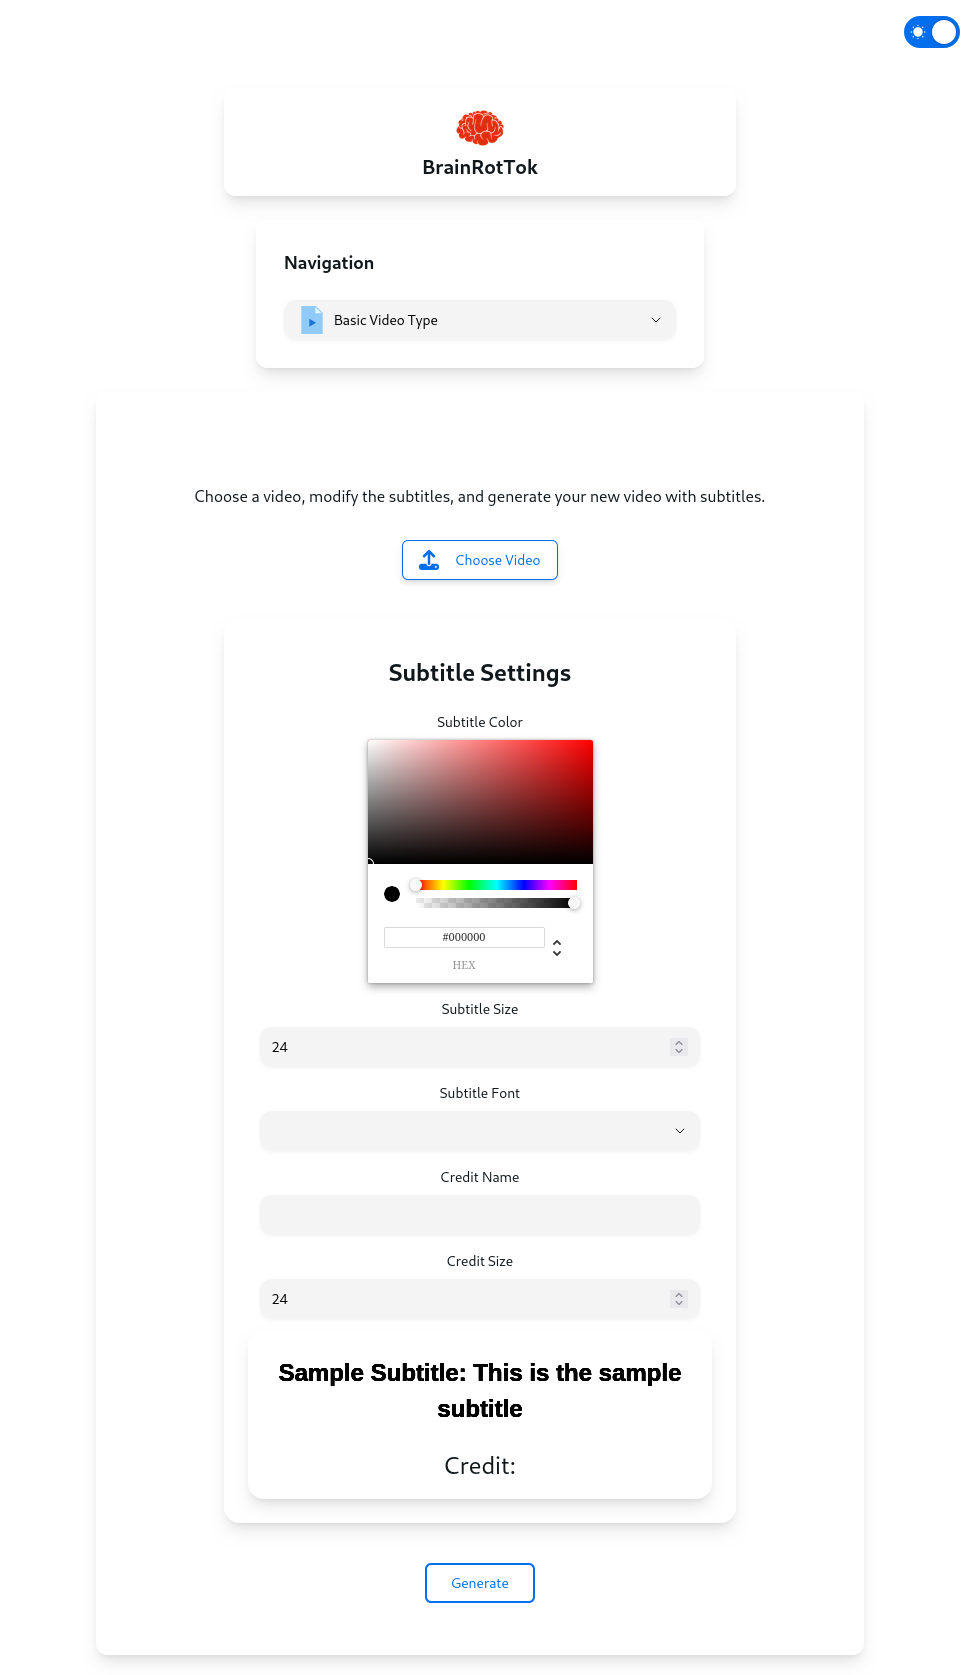 BrainRotTok
Navigation
Basic Video Type
Choose a video, modify the subtitles, and generate your new video with subtitles.
Choose Video
Subtitle Settings
Subtitle Color
#000000
HEX
Subtitle Size
24
Subtitle Font
Credit Name
Credit Size
24
Sample Subtitle: This is the sample
subtitle
Credit:
Generate